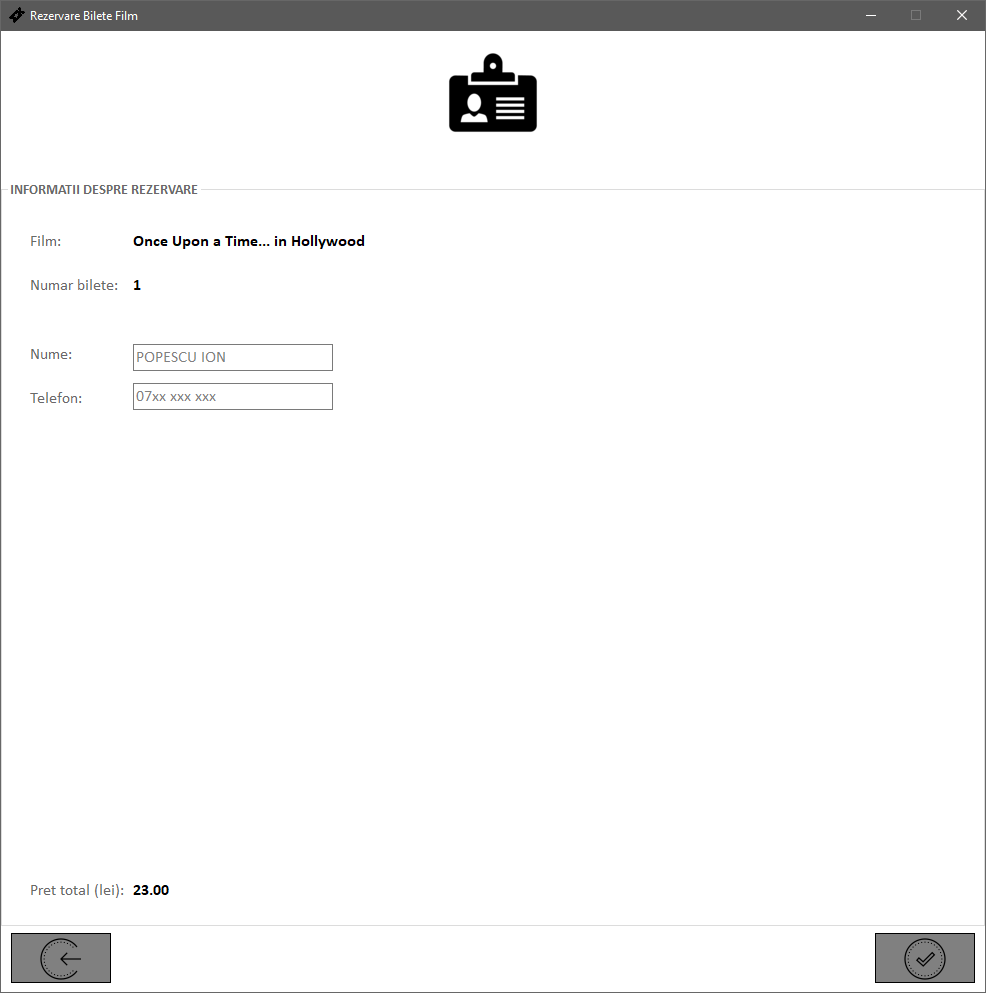 Rezervare Bilete Film
INFORMATII DESPRE REZERVARE
Film: Once Upon a Time... in Hollywood
Numar bilete: 1
Nume: POPESCU ION
Telefon: 07xx xxx xxx
Pret total (lei): 23.00